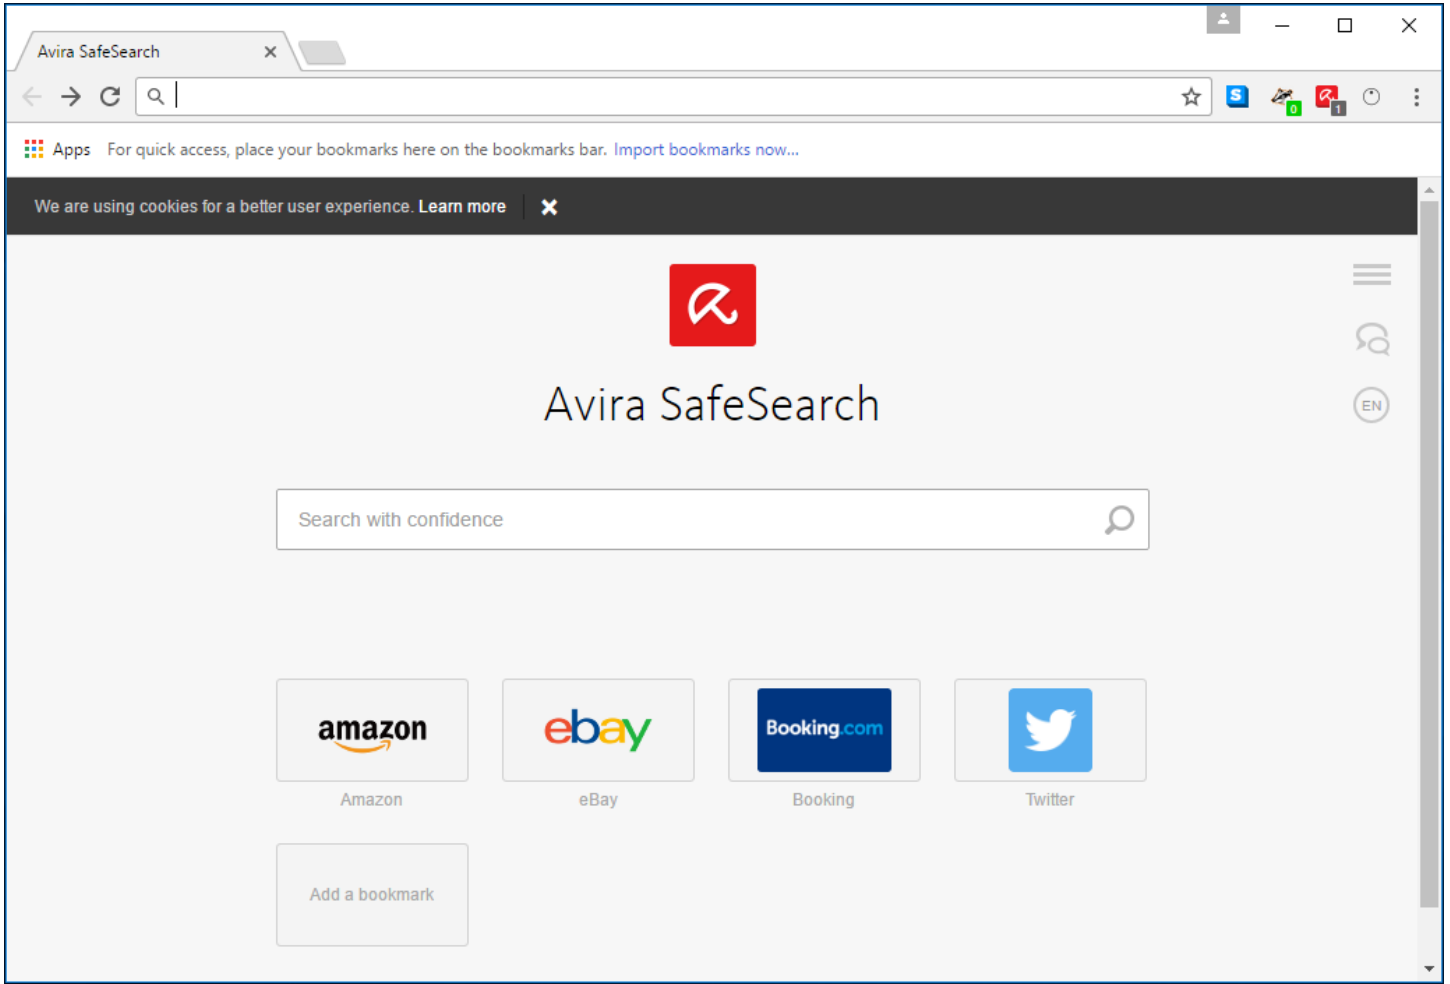 Avira SafeSearch
S
0
1
Apps For quick access, place your bookmarks here on the bookmarks bar. Import bookmarks now...
We are using cookies for a better user experience. Learn more
Avira SafeSearch
EN
Search with confidence
amazon
ebay
Booking.com
Amazon
eBay
Booking
Twitter
Add a bookmark